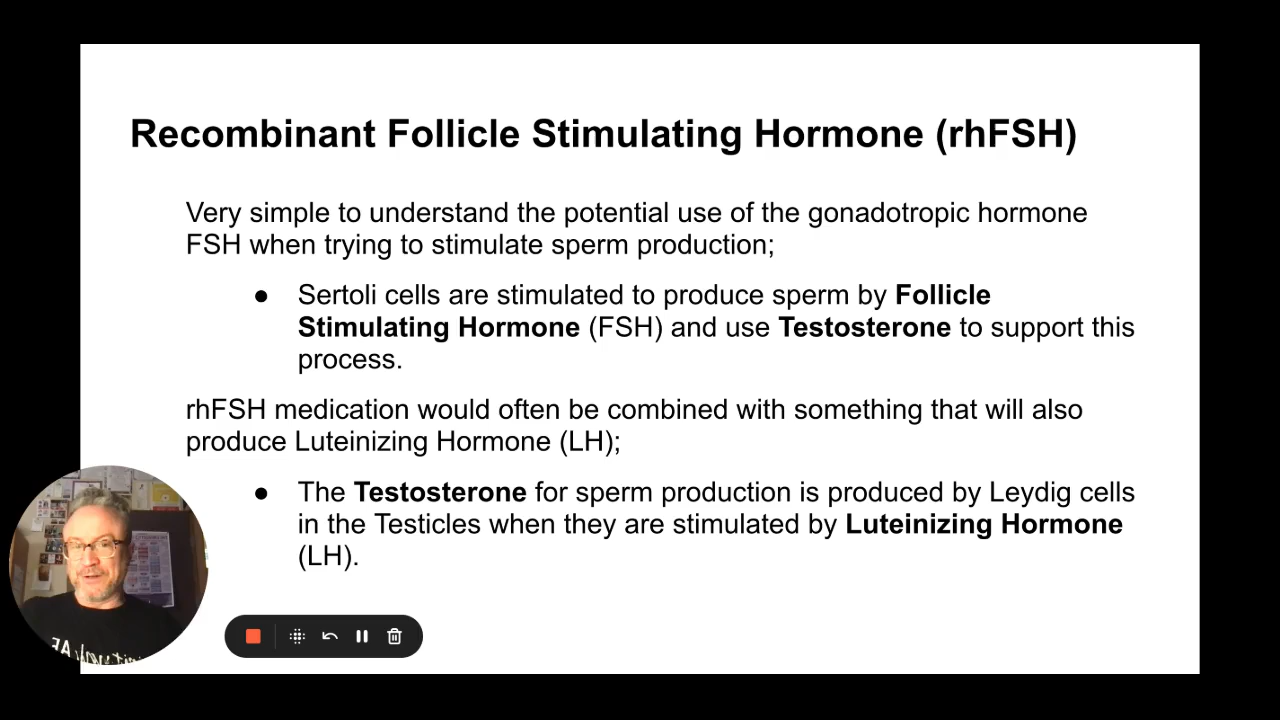 Recombinant Follicle Stimulating Hormone (rhFSH)
Very simple to understand the potential use of the gonadotropic hormone
FSH when trying to stimulate sperm production;
● Sertoli cells are stimulated to produce sperm by Follicle
Stimulating Hormone (FSH) and use Testosterone to support this
process.
rhFSH medication would often be combined with something that will also
produce Luteinizing Hormone (LH);
● The Testosterone for sperm production is produced by Leydig cells
in the Testicles when they are stimulated by Luteinizing Hormone
(LH).